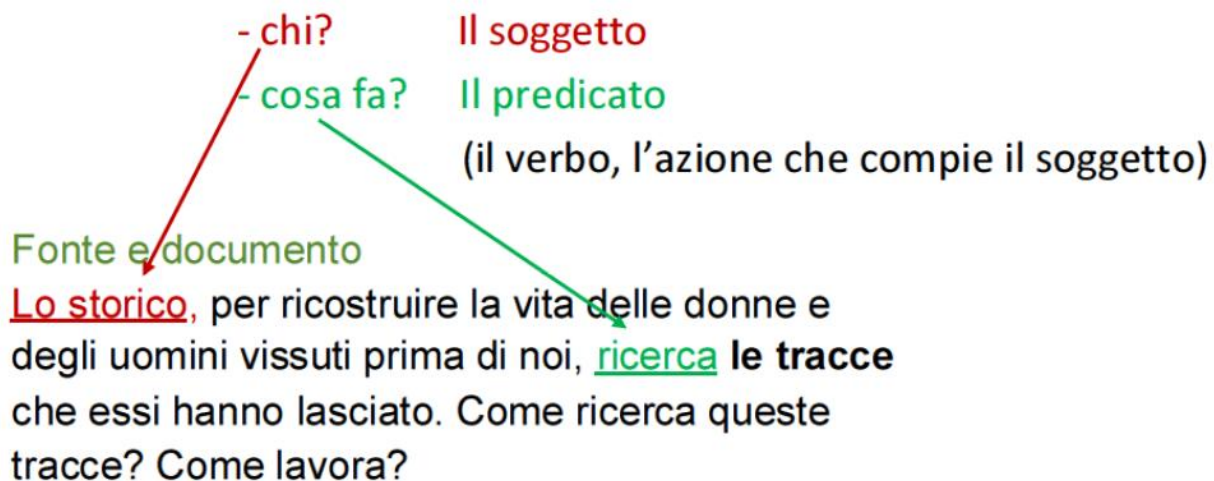 - chi? Il soggetto
- cosa fa? Il predicato
(il verbo, l'azione che compie il soggetto)
Fonte e documento
Lo storico, per ricostruire la vita delle donne e
degli uomini vissuti prima di noi, ricerca le tracce
che essi hanno lasciato. Come ricerca queste
tracce? Come lavora?